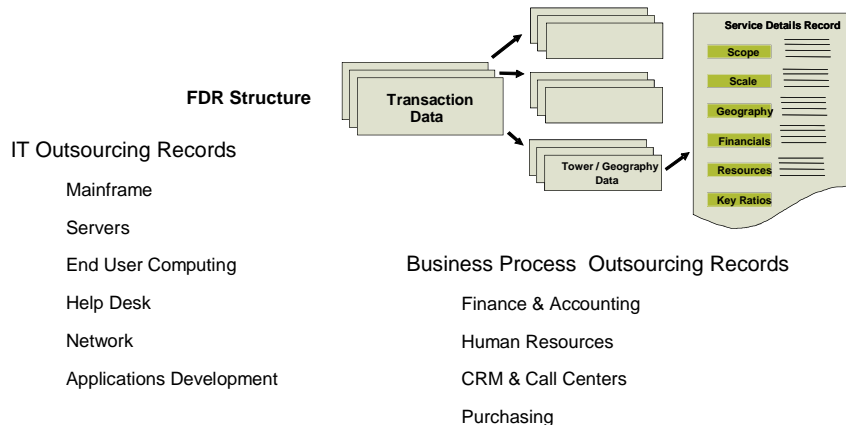 FDR Structure
Transaction
Data
Tower / Geography
Data
Service Details Record
Scope
Scale
Geography
Financials
Resources
Key Ratios
IT Outsourcing Records
Mainframe
Servers
End User Computing
Help Desk
Network
Applications Development
Business Process Outsourcing Records
Finance & Accounting
Human Resources
CRM & Call Centers
Purchasing